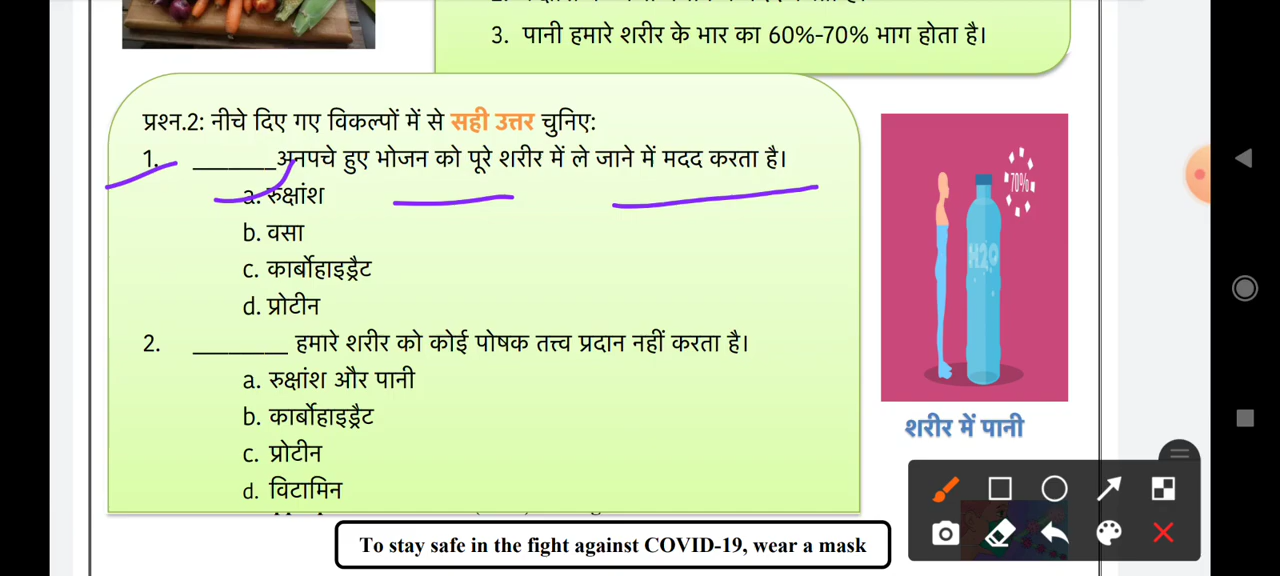 3. पानी हमारे शरीर के भार का 60%-70% भाग होता है।
प्रश्न.2: नीचे दिए गए विकल्पों में से सही उत्तर चुनिए:
1. _______अनपचे हुए भोजन को पूरे शरीर में ले जाने में मदद करता है।
a. रुक्षांश
b. वसा
c. कार्बोहाइड्रैट
d. प्रोटीन
2. ________ हमारे शरीर को कोई पोषक तत्त्व प्रदान नहीं करता है।
a. रुक्षांश और पानी
b. कार्बोहाइड्रैट
c. प्रोटीन
d. विटामिन
70%
H2O
शरीर में पानी
To stay safe in the fight against COVID-19, wear a mask